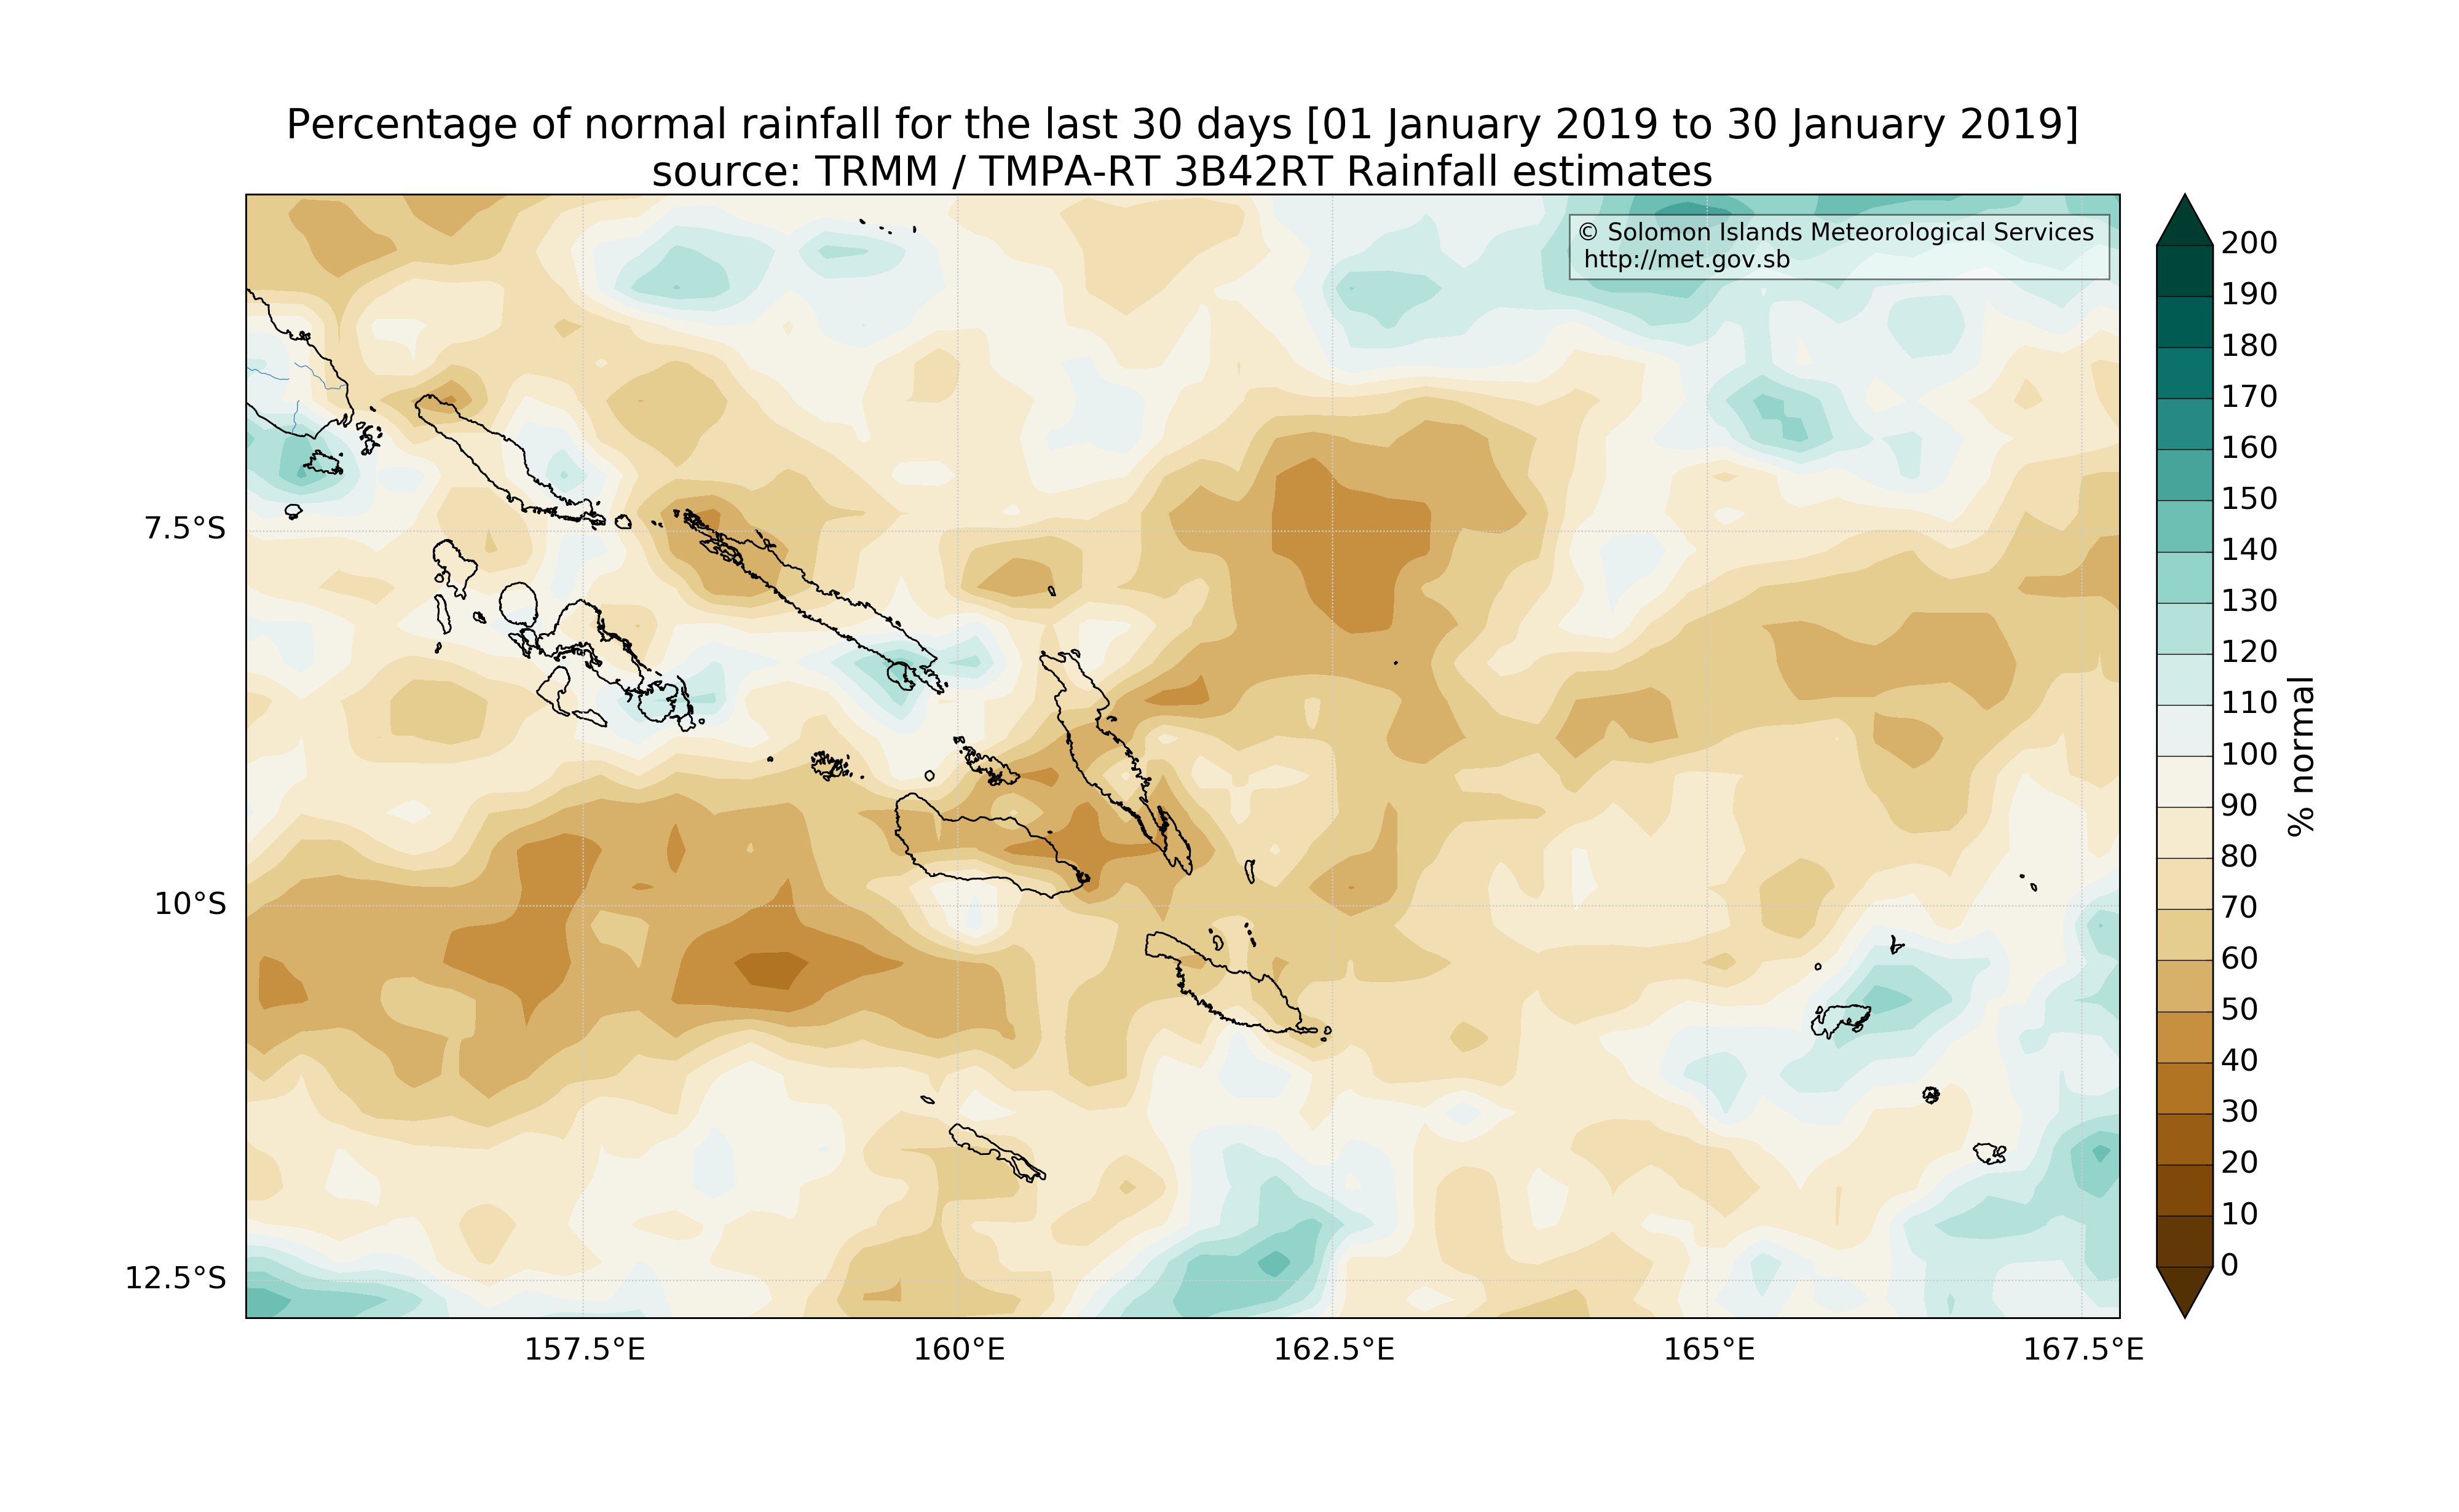 Percentage of normal rainfall for the last 30 days [01 January 2019 to 30 January 2019]
source: TRMM / TMPA-RT 3B42RT Rainfall estimates
© Solomon Islands Meteorological Services
http://met.gov.sb
7.5°S
10°S
12.5°S
157.5°E
160°E
162.5°E
165°E
167.5°E
200
190
180
170
160
150
140
130
120
110
100
90
80
70
60
50
40
30
20
10
0
% normal